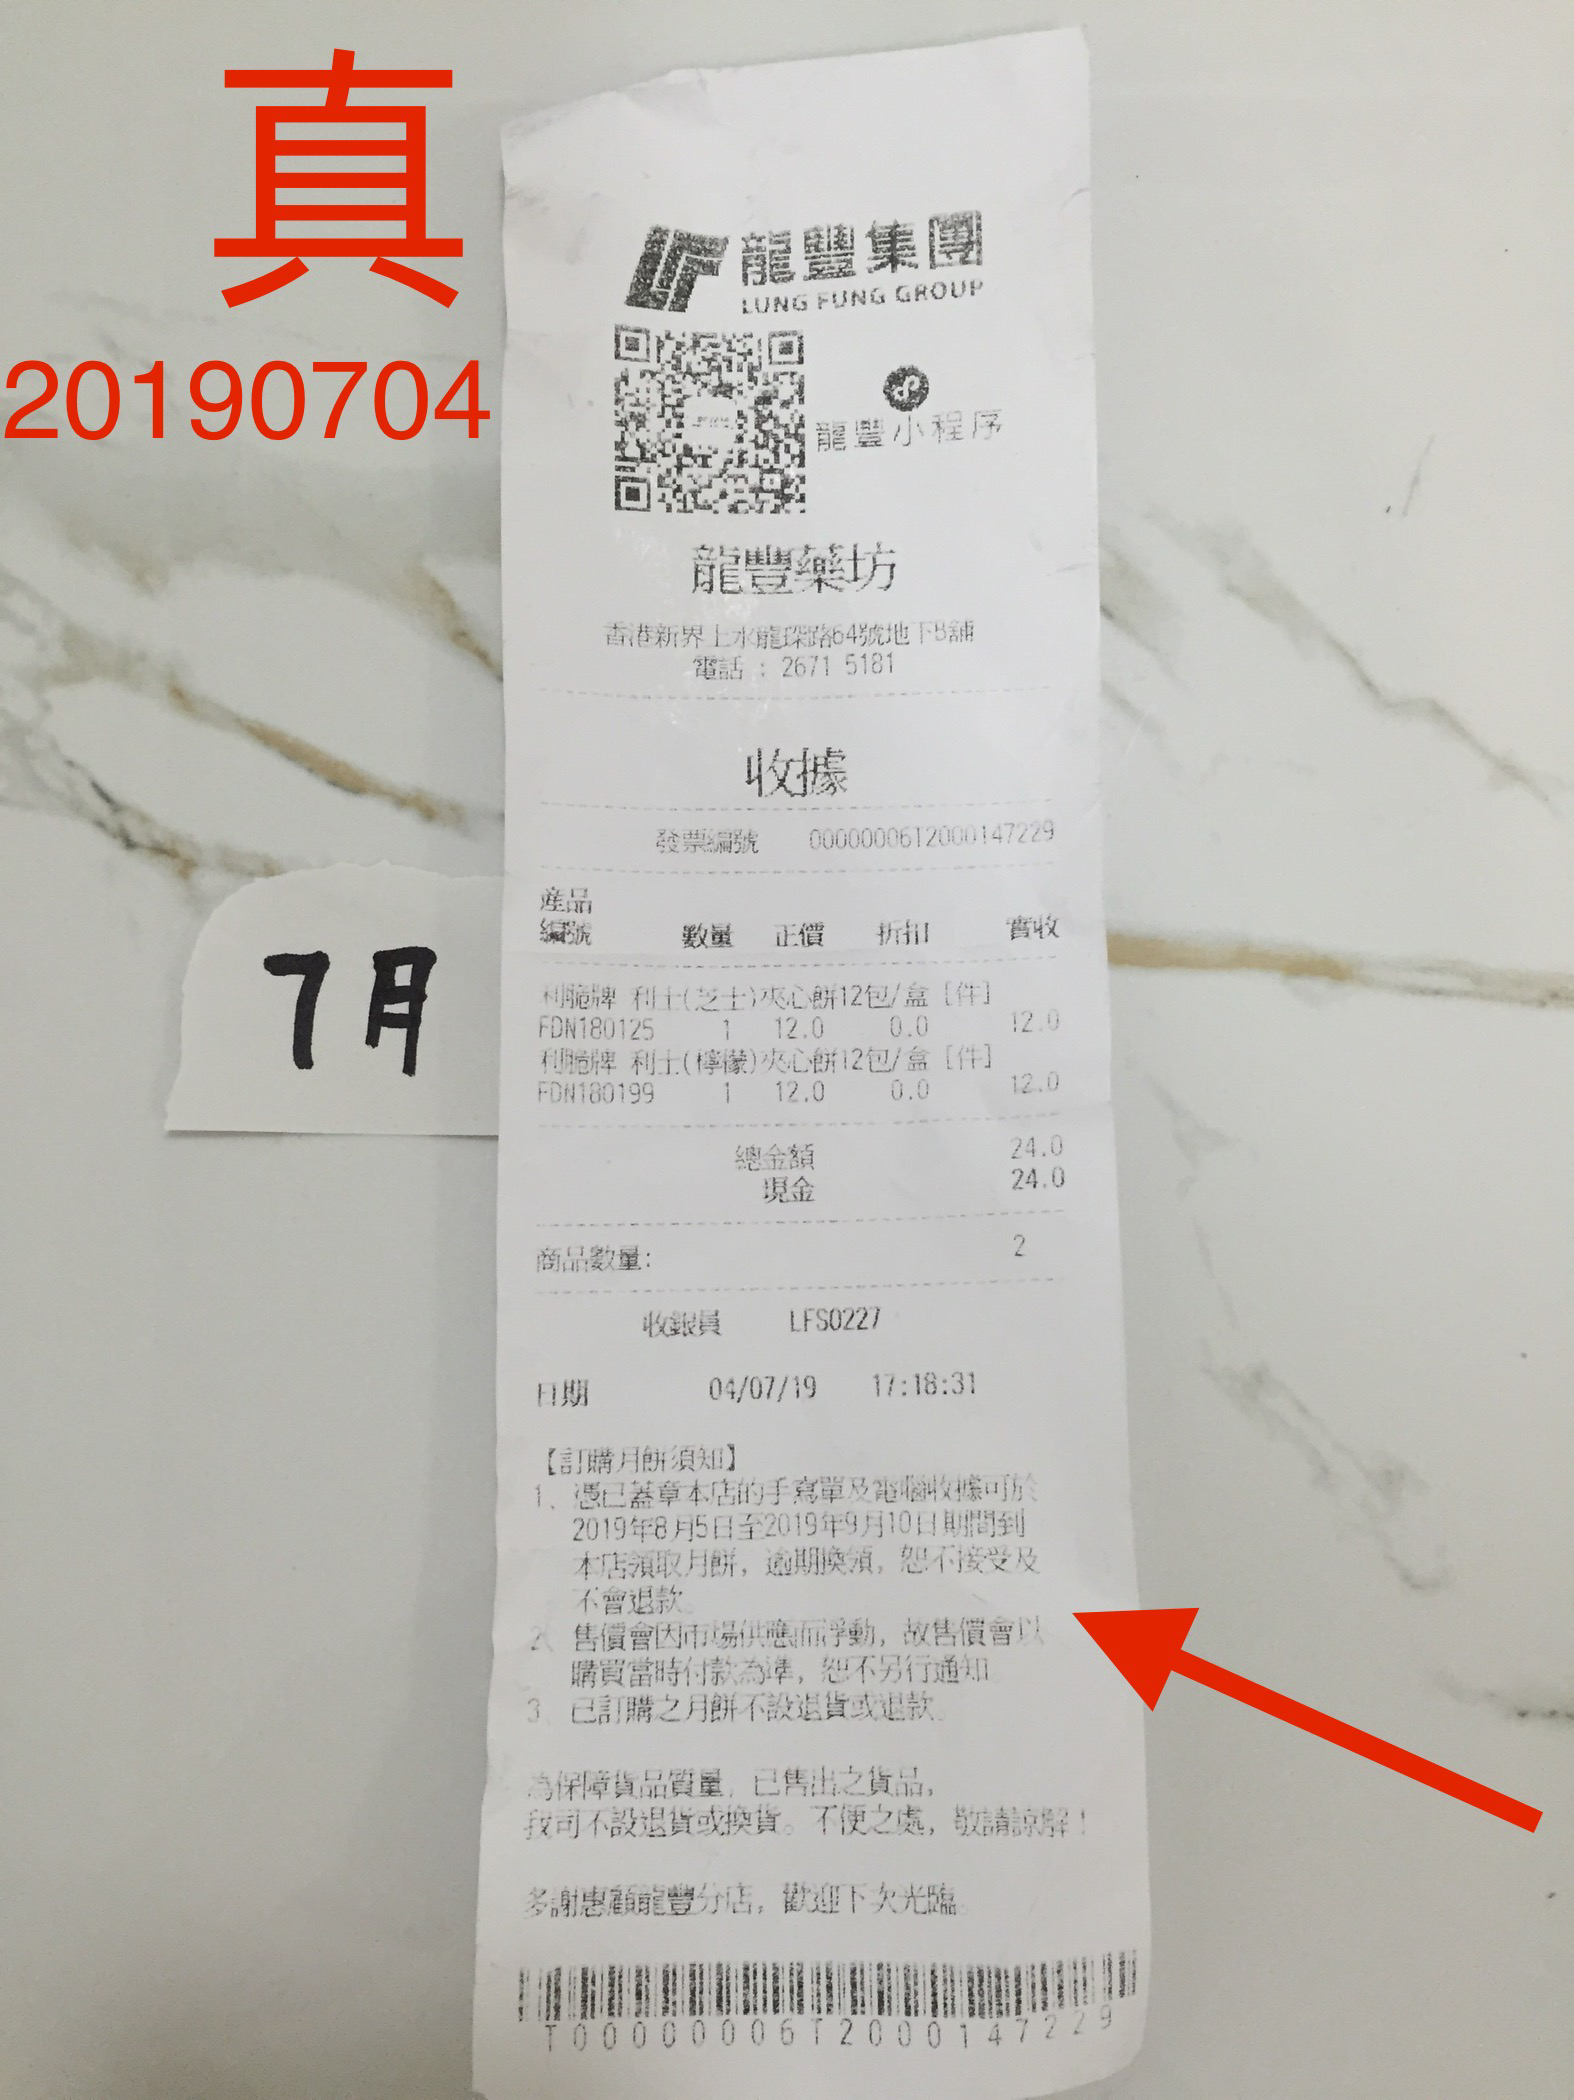 真
20190704
龍豐集團
LUNG FUNG GROUP
龍豐小程序
龍豐藥坊
香港新界上水龍琛路64號地下B舖
電話 : 2671 5181
收據
發票編號 0000000612000147229
產品
編號 數量 正價 折扣 實收
7月
利脆牌 利士(芝士)夾心餅12包/盒 [件]
FDN180125 1 12.0 0.0 12.0
利脆牌 利士(檸檬)夾心餅12包/盒 [件]
FDN180199 1 12.0 0.0 12.0
總金額 24.0
現金 24.0
商品數量: 2
收銀員 LFS0227
日期 04/07/19 17:18:31
【訂購月餅須知】
1、憑已蓋章本店的手寫單及電腦收據可於
2019年8月5日至2019年9月10日期間到
本店領取月餅，逾期換領，恕不接受及
不會退款。
2、售價會因市場供應而浮動，故售價會以
購買當時付款為準，恕不另行通知
3、已訂購之月餅不設退貨或退款。
為保障貨品質量，已售出之貨品，
我司不設退貨或換貨。不便之處，敬請諒解！
多謝惠顧龍豐分店，歡迎下次光臨。
T00000006T2000147229